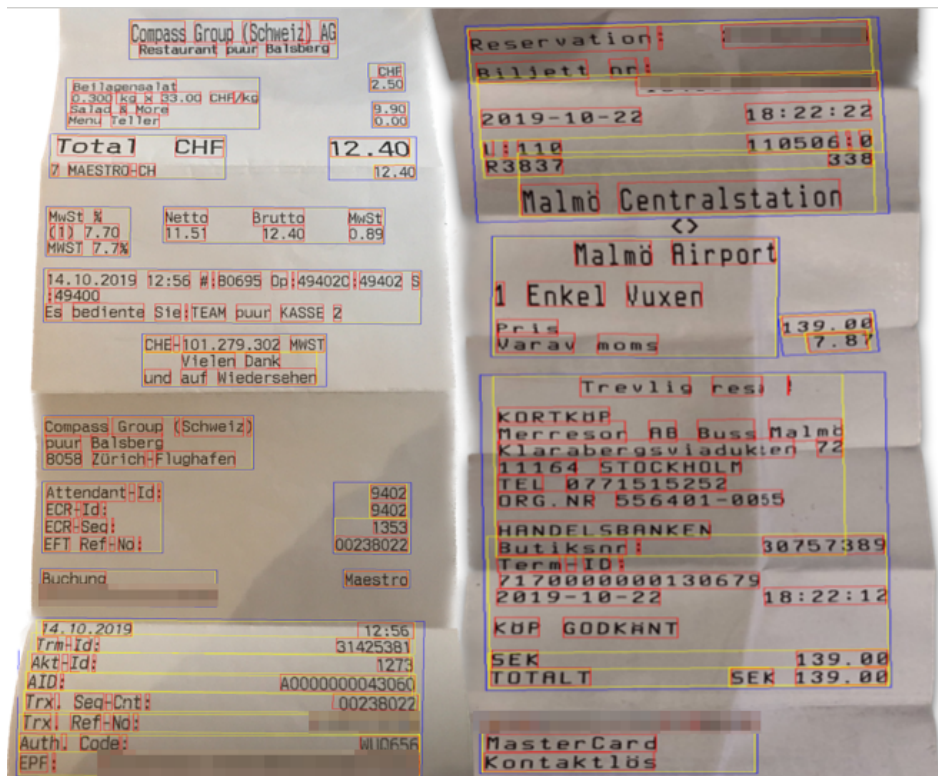 Compass Group (Schweiz) AG
Restaurant puur Balsberg
CHF
Beilagensalat 2.50
0.300 kg x 33.00 CHF/kg
Salad & More 9.90
Menu Teller 0.00
Total CHF 12.40
7 MAESTRO-CH 12.40
MwSt % Netto Brutto MwSt
(1) 7.70 11.51 12.40 0.89
MWST 7.7%
14.10.2019 12:56 #:B0695 Op:49402C:49402 S
:49400
Es bediente Sie:TEAM puur KASSE 2
CHE-101.279.302 MWST
Vielen Dank
und auf Wiedersehen
Compass Group (Schweiz)
puur Balsberg
8058 Zürich-Flughafen
Attendant-Id: 9402
ECR-Id: 9402
ECR-Seq: 1353
EFT Ref-No: 00238022
Buchung Maestro
14.10.2019 12:56
Trm-Id: 31425381
Akt-Id: 1273
AID: A0000000043060
Trx. Seq-Cnt: 00238022
Trx. Ref-No:
Auth. Code: WUO656
EPF:
Reservation:
Biljett nr:
2019-10-22 18:22:22
L:110 110506:0
R3837 338
Malmö Centralstation
<>
Malmö Airport
1 Enkel Vuxen
Pris 139.00
Varav moms 7.87
Trevlig resa !
KORTKÖP
Merresor AB Buss Malmö
Klarabergsviadukten 72
11164 STOCKHOLM
TEL 0771515252
ORG.NR 556401-0055
HANDELSBANKEN
Butiksnr: 30757389
Term-ID:
7170000000130679
2019-10-22 18:22:12
KÖP GODKÄNT
SEK 139.00
TOTALT SEK 139.00
MasterCard
Kontaktlös